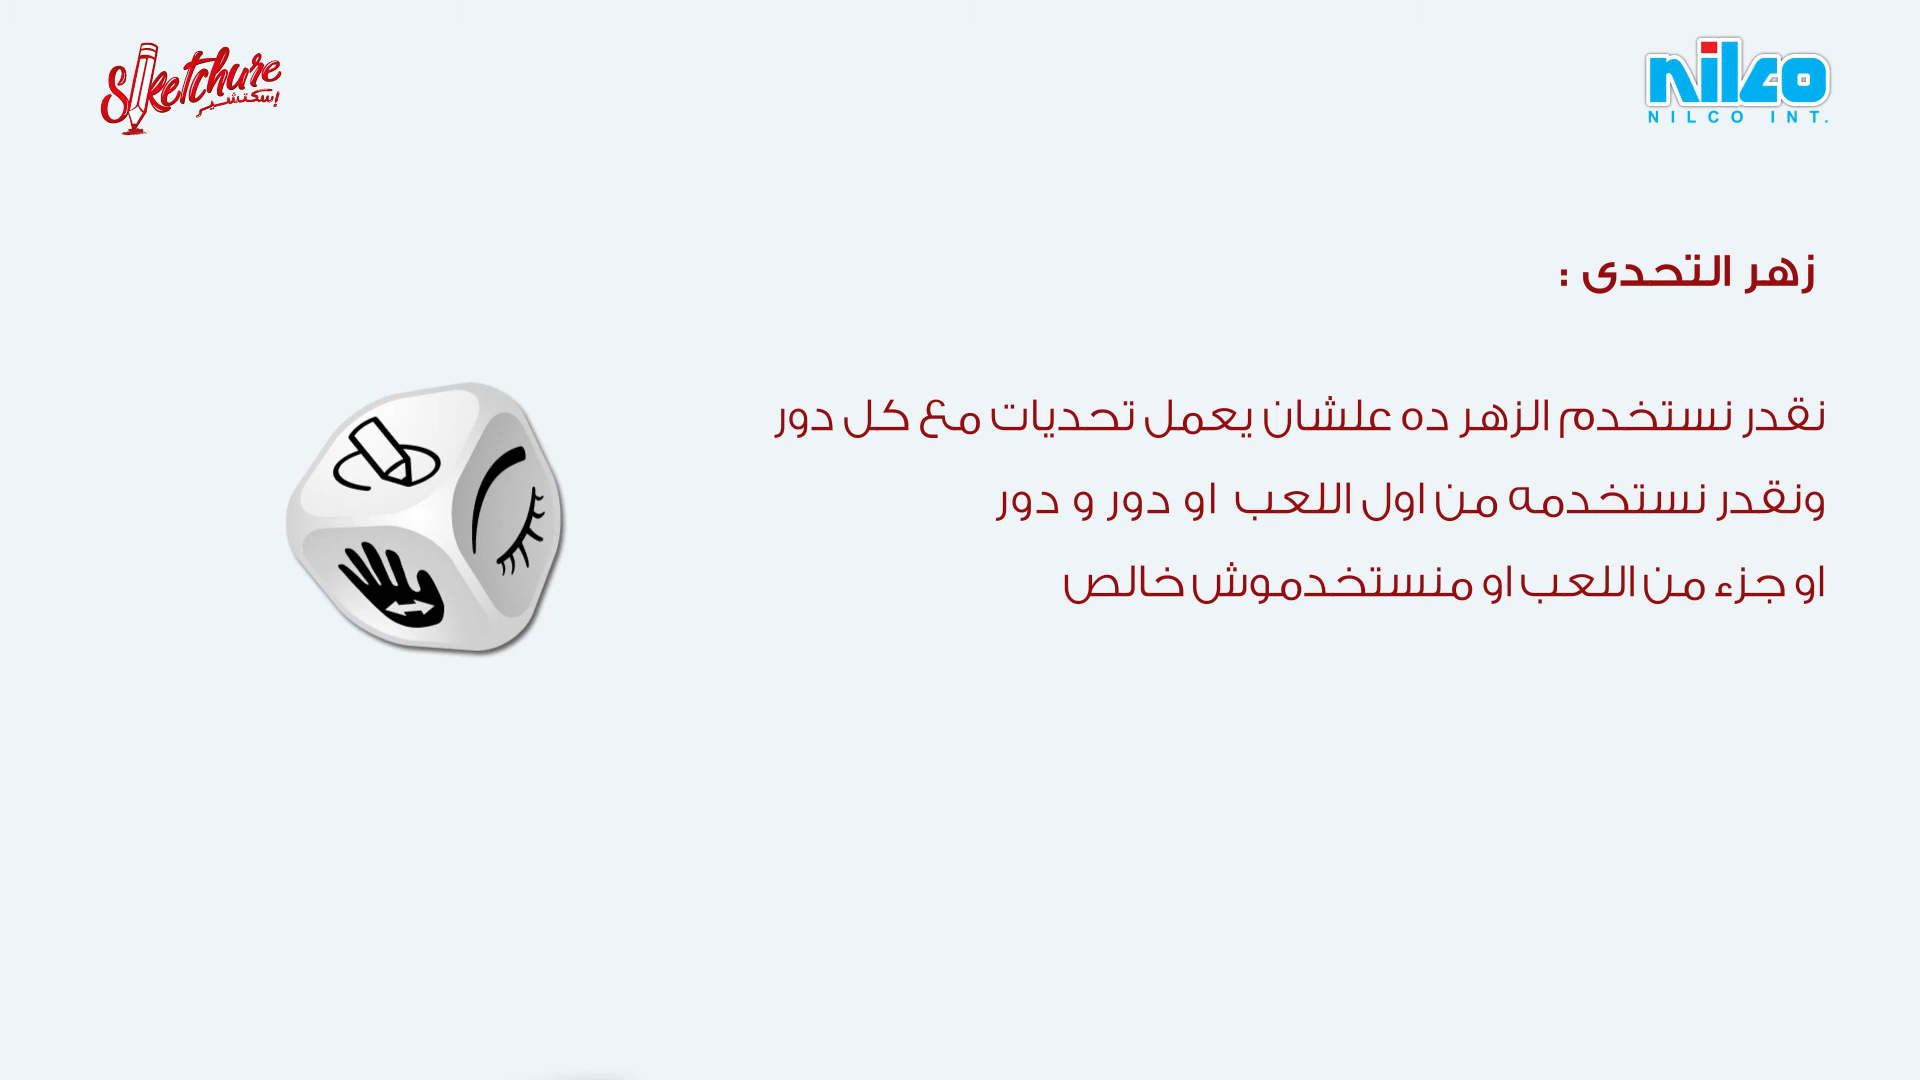 Sketchure
إسكتشير
nilco
NILCO INT.
زهر التحدى :
نقدر نستخدم الزهر ده علشان يعمل تحديات مع كل دور
ونقدر نستخدمه من اول اللعب او دور و دور
او جزء من اللعب او منستخدموش خالص